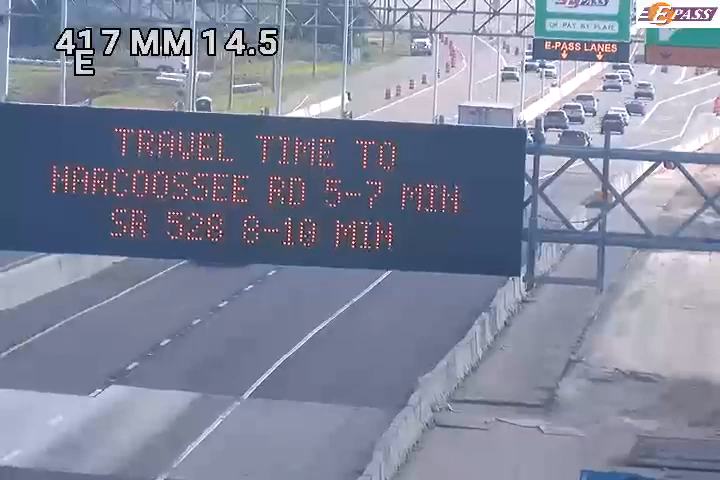 417 MM 14.5
E
E-PASS
OR PAY BY PLATE
E-PASS LANES
TRAVEL TIME TO
NARCOOSSEE RD 5-7 MIN
SR 528 8-10 MIN